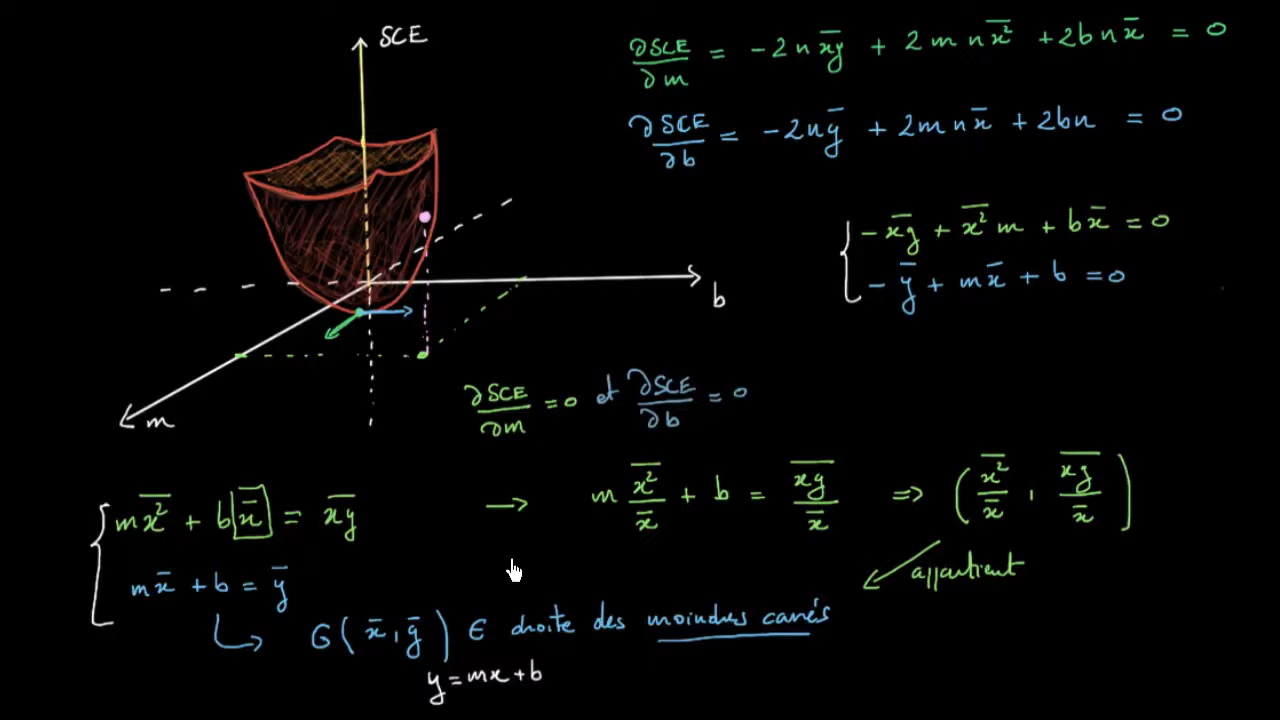 SCE
∂SCE/∂m = -2n x̅y̅ + 2mn x̅²̅ + 2bn x̅ = 0
∂SCE/∂b = -2n y̅ + 2mn x̅ + 2bn = 0
- x̅y̅ + x̅²̅ m + b x̅ = 0
- y̅ + m x̅ + b = 0
b
m
∂SCE/∂m = 0 et ∂SCE/∂b = 0
m x̅²̅ + b x̅ = x̅y̅ → m x̅²̅/x̅ + b = x̅y̅/x̅ ⇒ (x̅²̅/x̅, x̅y̅/x̅)
m x̅ + b = y̅
appartient
G(x̅, y̅) ∈ droite des moindres carrés
y = mx + b